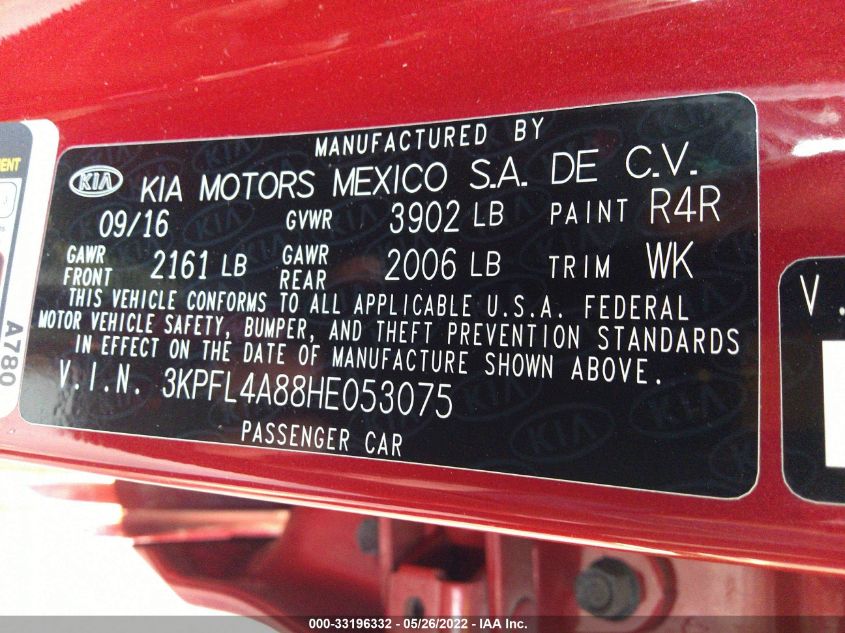 MANUFACTURED BY
KIA KIA MOTORS MEXICO S.A. DE C.V.
09/16 GVWR 3902 LB PAINT R4R
GAWR FRONT 2161 LB GAWR REAR 2006 LB TRIM WK
THIS VEHICLE CONFORMS TO ALL APPLICABLE U.S.A. FEDERAL
MOTOR VEHICLE SAFETY, BUMPER, AND THEFT PREVENTION STANDARDS
IN EFFECT ON THE DATE OF MANUFACTURE SHOWN ABOVE.
V.I.N. 3KPFL4A88HE053075
PASSENGER CAR
A780
V.
000-33196332 - 05/26/2022 - IAA Inc.